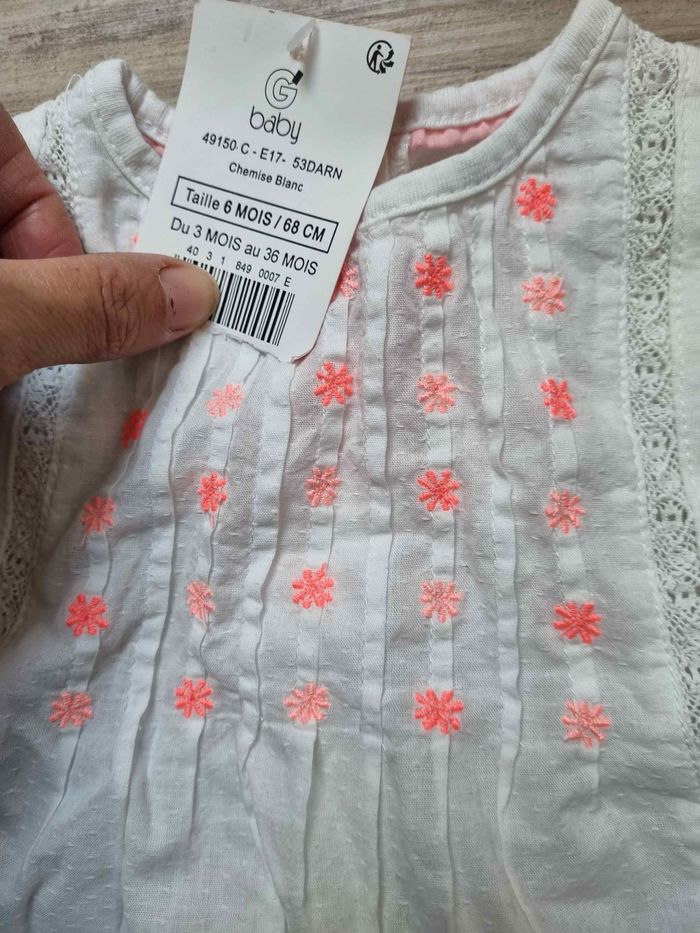 G
baby
49150 C - E17- 53DARN
Chemise Blanc
Taille 6 MOIS / 68 CM
Du 3 MOIS au 36 MOIS
40 3 1 849 0007 E